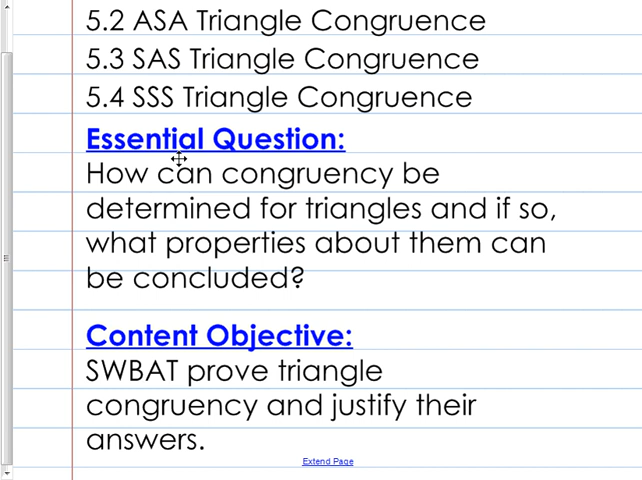 5.2 ASA Triangle Congruence
5.3 SAS Triangle Congruence
5.4 SSS Triangle Congruence
Essential Question:
How can congruency be
determined for triangles and if so,
what properties about them can
be concluded?
Content Objective:
SWBAT prove triangle
congruency and justify their
answers.
Extend Page